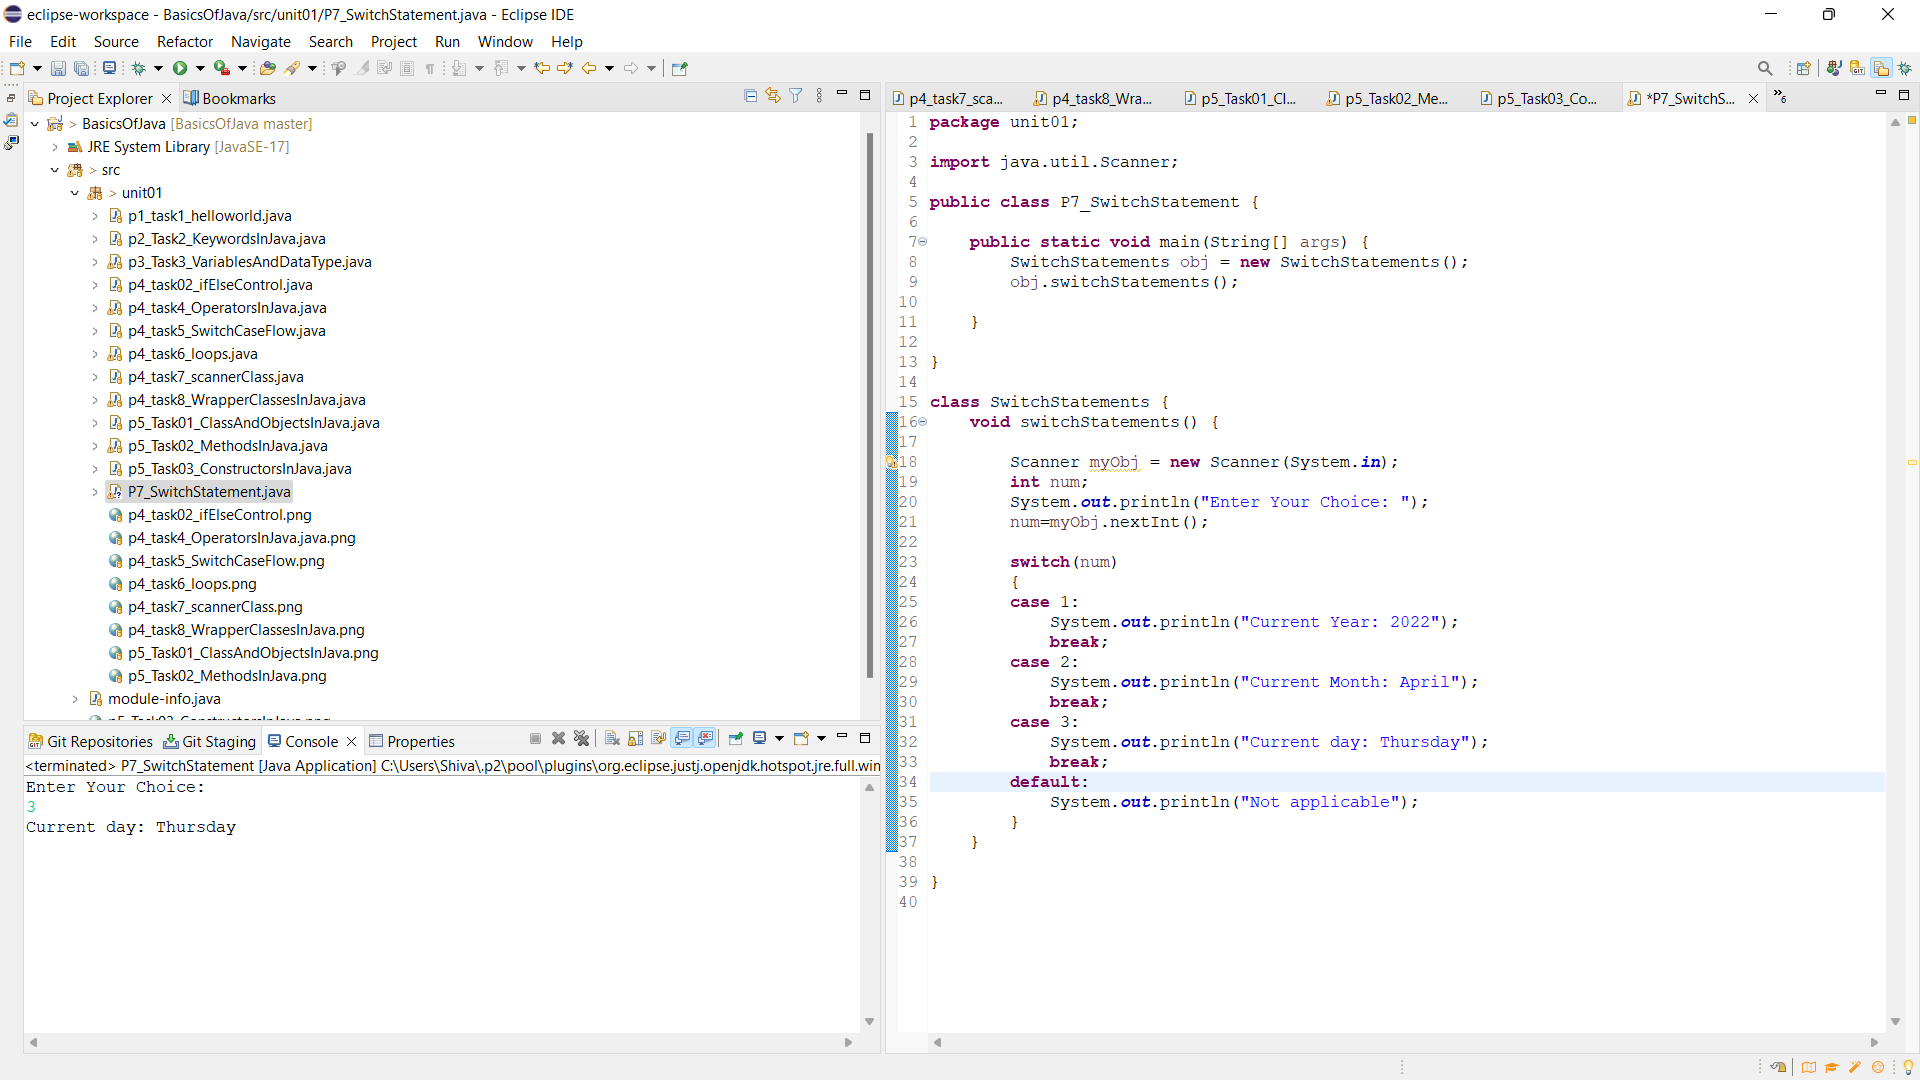 eclipse-workspace - BasicsOfJava/src/unit01/P7_SwitchStatement.java - Eclipse IDE
File Edit Source Refactor Navigate Search Project Run Window Help
Project Explorer Bookmarks
> BasicsOfJava [BasicsOfJava master]
JRE System Library [JavaSE-17]
> src
> unit01
p1_task1_helloworld.java
p2_Task2_KeywordsInJava.java
p3_Task3_VariablesAndDataType.java
p4_task02_ifElseControl.java
p4_task4_OperatorsInJava.java
p4_task5_SwitchCaseFlow.java
p4_task6_loops.java
p4_task7_scannerClass.java
p4_task8_WrapperClassesInJava.java
p5_Task01_ClassAndObjectsInJava.java
p5_Task02_MethodsInJava.java
p5_Task03_ConstructorsInJava.java
P7_SwitchStatement.java
p4_task02_ifElseControl.png
p4_task4_OperatorsInJava.java.png
p4_task5_SwitchCaseFlow.png
p4_task6_loops.png
p4_task7_scannerClass.png
p4_task8_WrapperClassesInJava.png
p5_Task01_ClassAndObjectsInJava.png
p5_Task02_MethodsInJava.png
module-info.java
Git Repositories Git Staging Console Properties
<terminated> P7_SwitchStatement [Java Application] C:\Users\Shiva\.p2\pool\plugins\org.eclipse.justj.openjdk.hotspot.jre.full.win
Enter Your Choice:
3
Current day: Thursday
p4_task7_sca... p4_task8_Wra... p5_Task01_Cl... p5_Task02_Me... p5_Task03_Co... *P7_SwitchS... »6
1 package unit01;
2
3 import java.util.Scanner;
4
5 public class P7_SwitchStatement {
6
7 public static void main(String[] args) {
8 SwitchStatements obj = new SwitchStatements();
9 obj.switchStatements();
10
11 }
12
13 }
14
15 class SwitchStatements {
16 void switchStatements() {
17
18 Scanner myObj = new Scanner(System.in);
19 int num;
20 System.out.println("Enter Your Choice: ");
21 num=myObj.nextInt();
22
23 switch(num)
24 {
25 case 1:
26 System.out.println("Current Year: 2022");
27 break;
28 case 2:
29 System.out.println("Current Month: April");
30 break;
31 case 3:
32 System.out.println("Current day: Thursday");
33 break;
34 default:
35 System.out.println("Not applicable");
36 }
37 }
38
39 }
40